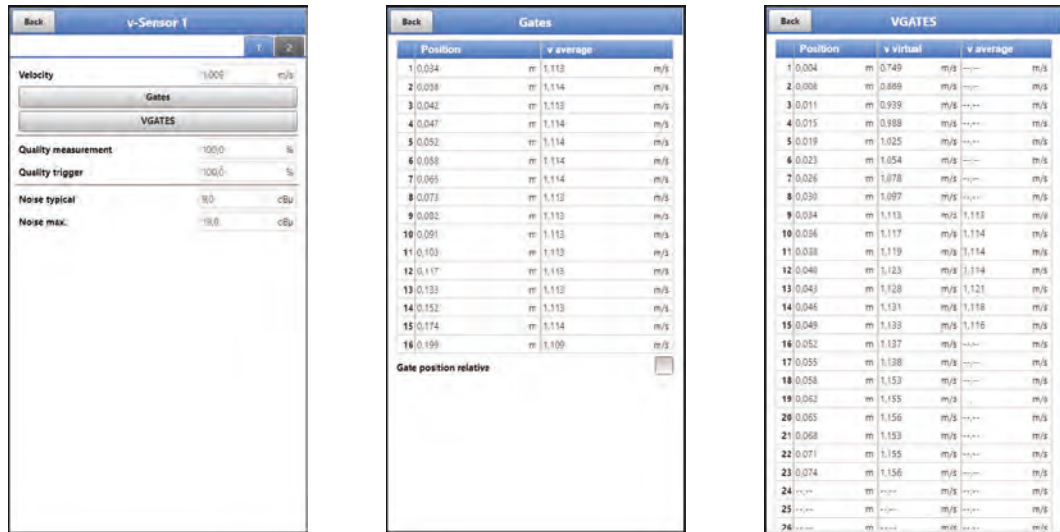 Back v-Sensor 1
1 2
Velocity 1,009 m/s
Gates
VGATES
Quality measurement 100,0 %
Quality trigger 100,0 %
Noise typical 9,0 cBµ
Noise max. 19,0 cBµ
Back Gates
Position v average
1 0,034 m 1,113 m/s
2 0,038 m 1,114 m/s
3 0,042 m 1,113 m/s
4 0,047 m 1,114 m/s
5 0,052 m 1,114 m/s
6 0,058 m 1,114 m/s
7 0,065 m 1,114 m/s
8 0,073 m 1,113 m/s
9 0,082 m 1,113 m/s
10 0,091 m 1,113 m/s
11 0,103 m 1,113 m/s
12 0,117 m 1,113 m/s
13 0,133 m 1,113 m/s
14 0,152 m 1,113 m/s
15 0,174 m 1,114 m/s
16 0,199 m 1,109 m/s
Gate position relative
Back VGATES
Position v virtual v average
1 0,004 m 0,749 m/s --,-- m/s
2 0,008 m 0,869 m/s --,-- m/s
3 0,011 m 0,939 m/s --,-- m/s
4 0,015 m 0,988 m/s --,-- m/s
5 0,019 m 1,025 m/s --,-- m/s
6 0,023 m 1,054 m/s --,-- m/s
7 0,026 m 1,078 m/s --,-- m/s
8 0,030 m 1,097 m/s --,-- m/s
9 0,034 m 1,113 m/s 1,113 m/s
10 0,036 m 1,117 m/s 1,114 m/s
11 0,038 m 1,119 m/s 1,114 m/s
12 0,040 m 1,123 m/s 1,114 m/s
13 0,043 m 1,128 m/s 1,121 m/s
14 0,046 m 1,131 m/s 1,118 m/s
15 0,049 m 1,133 m/s 1,116 m/s
16 0,052 m 1,137 m/s --,-- m/s
17 0,055 m 1,138 m/s --,-- m/s
18 0,058 m 1,153 m/s --,-- m/s
19 0,062 m 1,155 m/s m/s
20 0,065 m 1,156 m/s --,-- m/s
21 0,068 m 1,153 m/s --,-- m/s
22 0,071 m 1,155 m/s --,-- m/s
23 0,074 m 1,156 m/s --,-- m/s
24 --,-- m --,-- m/s --,-- m/s
25 --,-- m --,-- m/s --,-- m/s
26 --,-- m --,-- m/s --,-- m/s